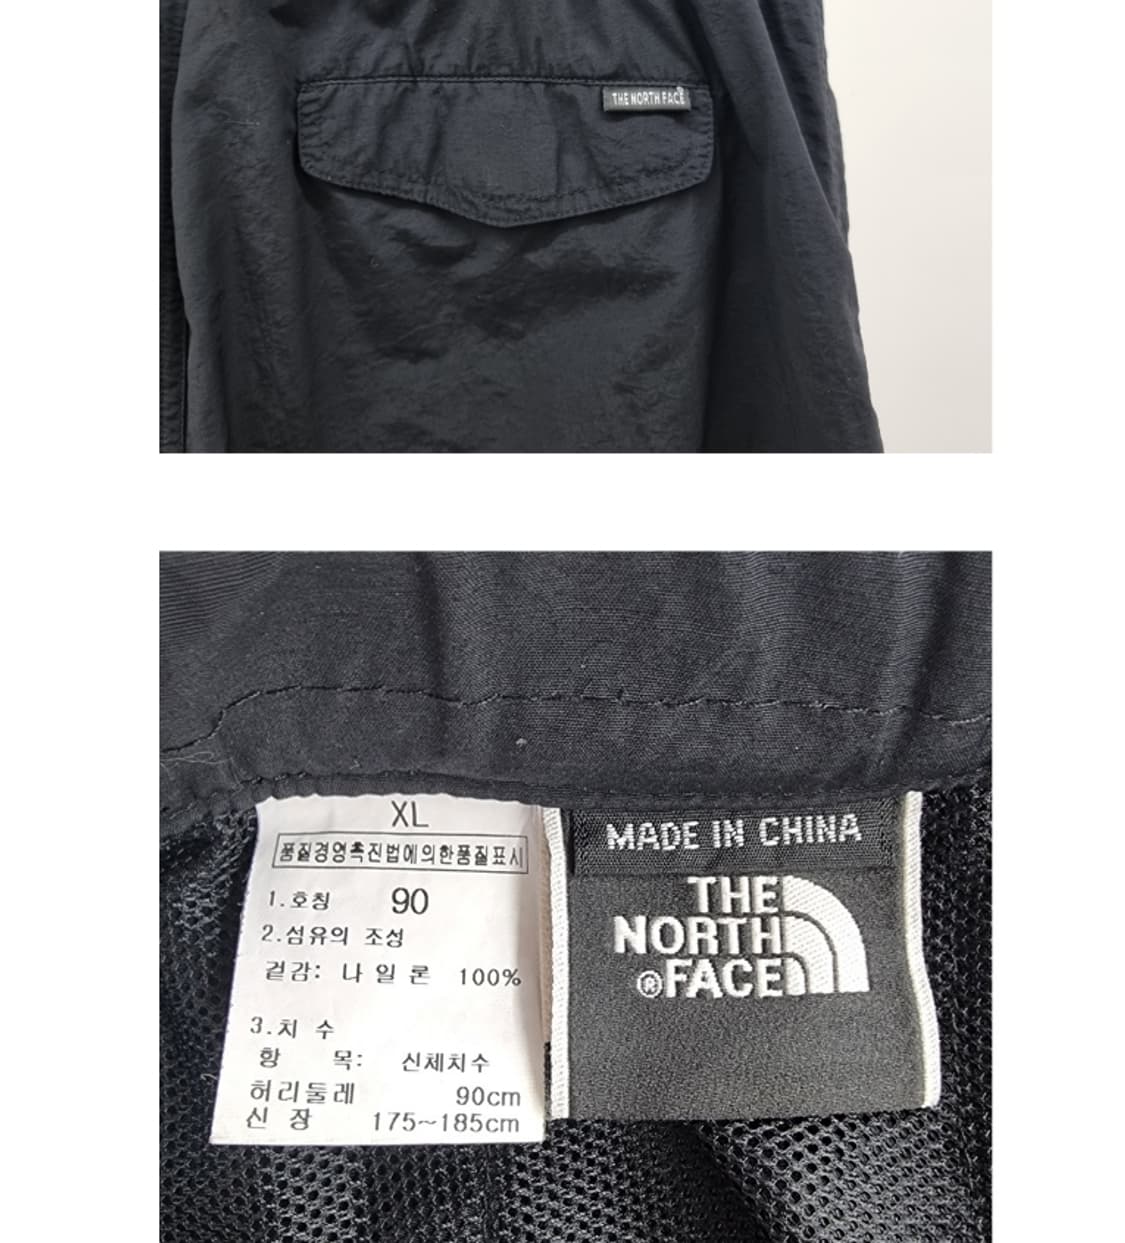 THE NORTH FACE
XL
품질경영촉진법에의한품질표시
1.호칭 90
2.섬유의 조성
겉감: 나 일 론 100%
3.치 수
항 목: 신체치수
허리둘레 90cm
신 장 175~185cm
MADE IN CHINA
THE
NORTH
®FACE